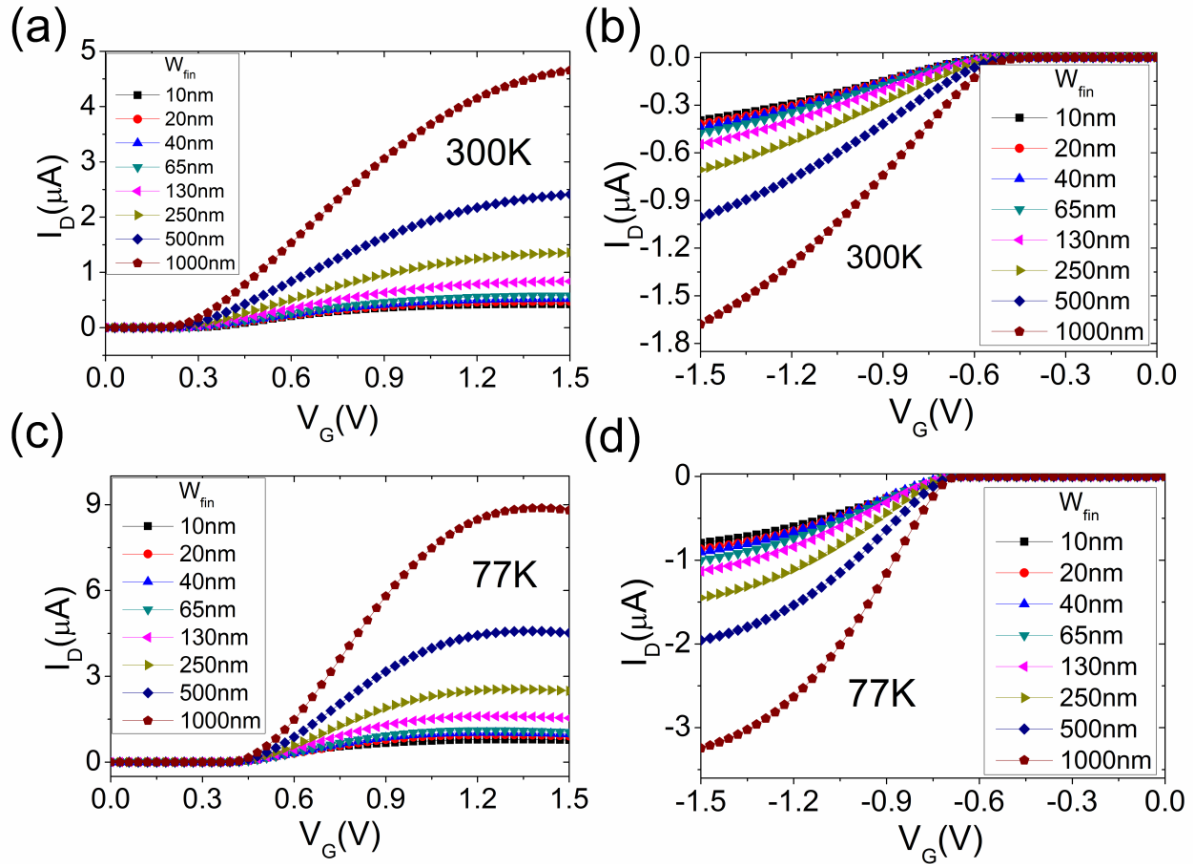 (a)
5
4
3
2
1
0
I_D(μA)
W_fin
10nm
20nm
40nm
65nm
130nm
250nm
500nm
1000nm
300K
0.0 0.3 0.6 0.9 1.2 1.5
V_G(V)
(b)
0.0
-0.3
-0.6
-0.9
-1.2
-1.5
-1.8
I_D(μA)
W_fin
10nm
20nm
40nm
65nm
130nm
250nm
500nm
1000nm
300K
-1.5 -1.2 -0.9 -0.6 -0.3 0.0
V_G(V)
(c)
9
6
3
0
I_D(μA)
W_fin
10nm
20nm
40nm
65nm
130nm
250nm
500nm
1000nm
77K
0.0 0.3 0.6 0.9 1.2 1.5
V_G(V)
(d)
0
-1
-2
-3
I_D(μA)
W_fin
10nm
20nm
40nm
65nm
130nm
250nm
500nm
1000nm
77K
-1.5 -1.2 -0.9 -0.6 -0.3 0.0
V_G(V)